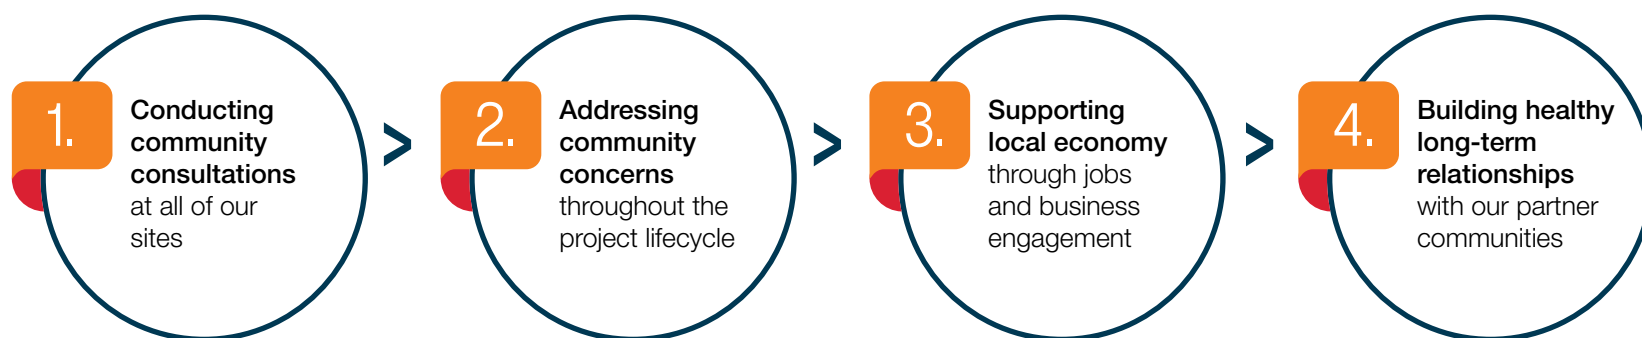 1.
Conducting
community
consultations
at all of our
sites
>
2.
Addressing
community
concerns
throughout the
project lifecycle
>
3.
Supporting
local economy
through jobs
and business
engagement
>
4.
Building healthy
long-term
relationships
with our partner
communities